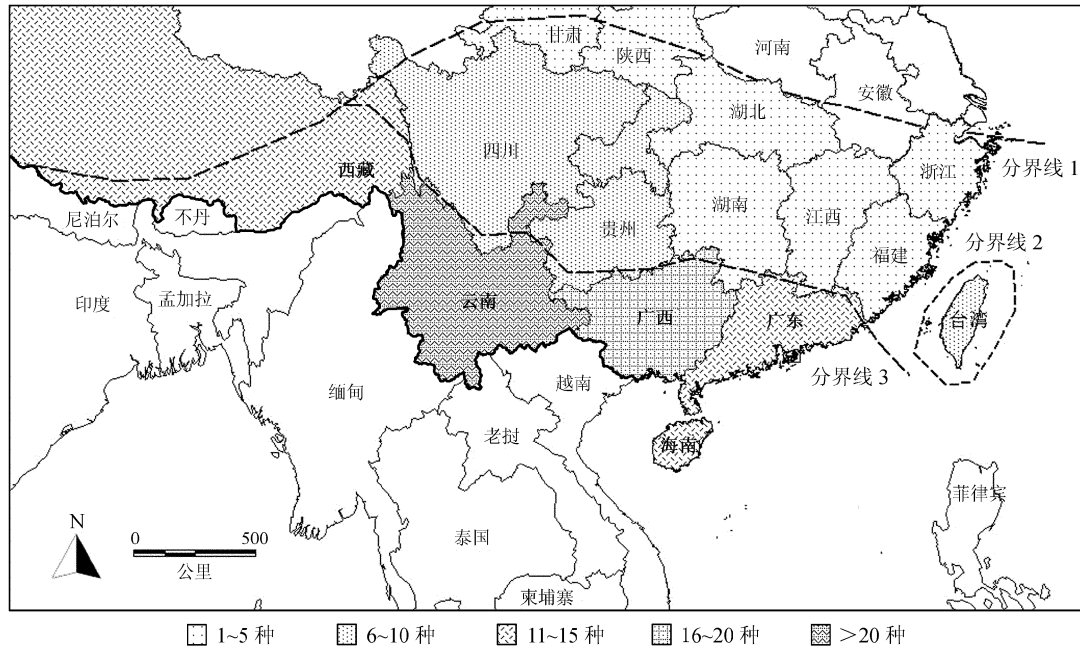 甘肃
陕西
河南
安徽
湖北
四川
西藏
浙江
分界线 1
尼泊尔
不丹
贵州
湖南
江西
福建
分界线 2
印度
孟加拉
云南
广西
广东
台湾
缅甸
越南
分界线 3
老挝
海南
菲律宾
N
0 500
公里
泰国
柬埔寨
1~5 种 6~10 种 11~15 种 16~20 种 >20 种